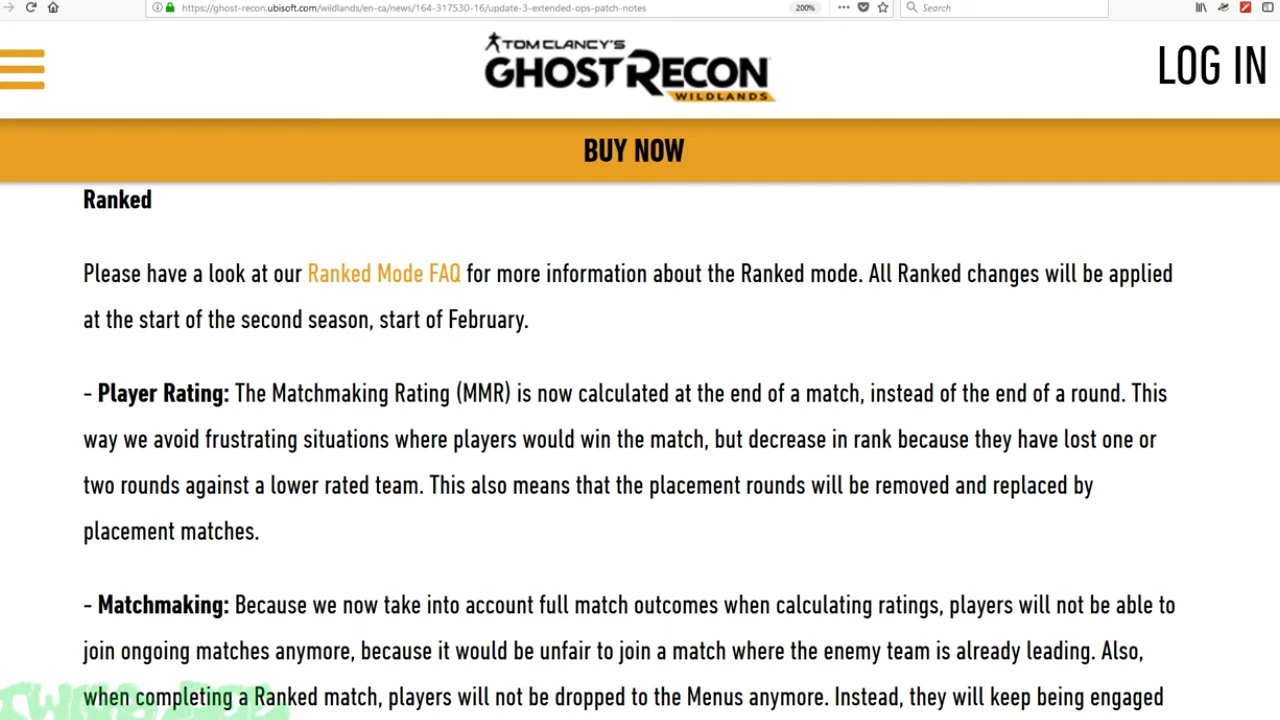 https://ghost-recon.ubisoft.com/wildlands/en-ca/news/164-317530-16/update-3-extended-ops-patch-notes
200%
Search
TOM CLANCY'S
GHOST RECON
WILDLANDS
LOG IN
BUY NOW
Ranked
Please have a look at our Ranked Mode FAQ for more information about the Ranked mode. All Ranked changes will be applied
at the start of the second season, start of February.
- Player Rating: The Matchmaking Rating (MMR) is now calculated at the end of a match, instead of the end of a round. This
way we avoid frustrating situations where players would win the match, but decrease in rank because they have lost one or
two rounds against a lower rated team. This also means that the placement rounds will be removed and replaced by
placement matches.
- Matchmaking: Because we now take into account full match outcomes when calculating ratings, players will not be able to
join ongoing matches anymore, because it would be unfair to join a match where the enemy team is already leading. Also,
when completing a Ranked match, players will not be dropped to the Menus anymore. Instead, they will keep being engaged